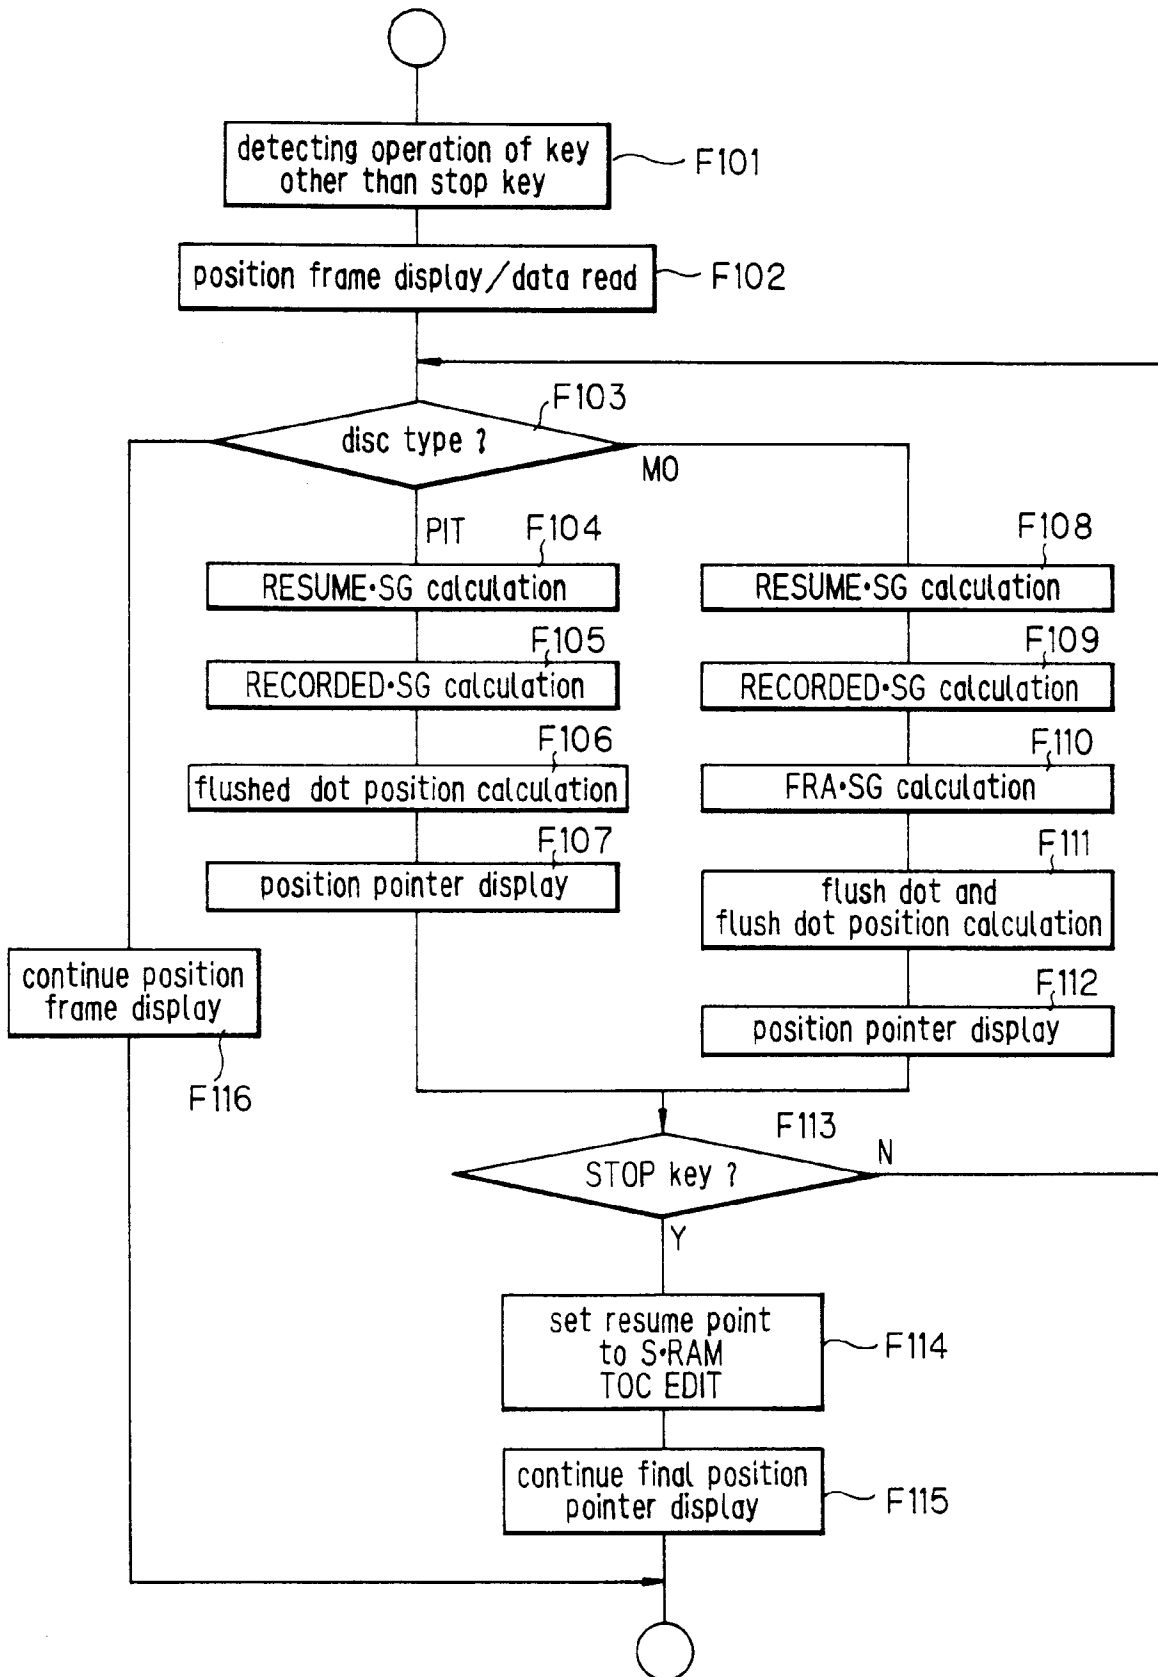 detecting operation of key
other than stop key
F101
position frame display/data read
F102
F103
disc type ?
MO
PIT
F104
RESUME•SG calculation
F105
RECORDED•SG calculation
F106
flushed dot position calculation
F107
position pointer display
F108
RESUME•SG calculation
F109
RECORDED•SG calculation
F110
FRA•SG calculation
F111
flush dot and
flush dot position calculation
F112
position pointer display
continue position
frame display
F116
F113
STOP key ?
N
Y
set resume point
to S•RAM
TOC EDIT
F114
continue final position
pointer display
F115